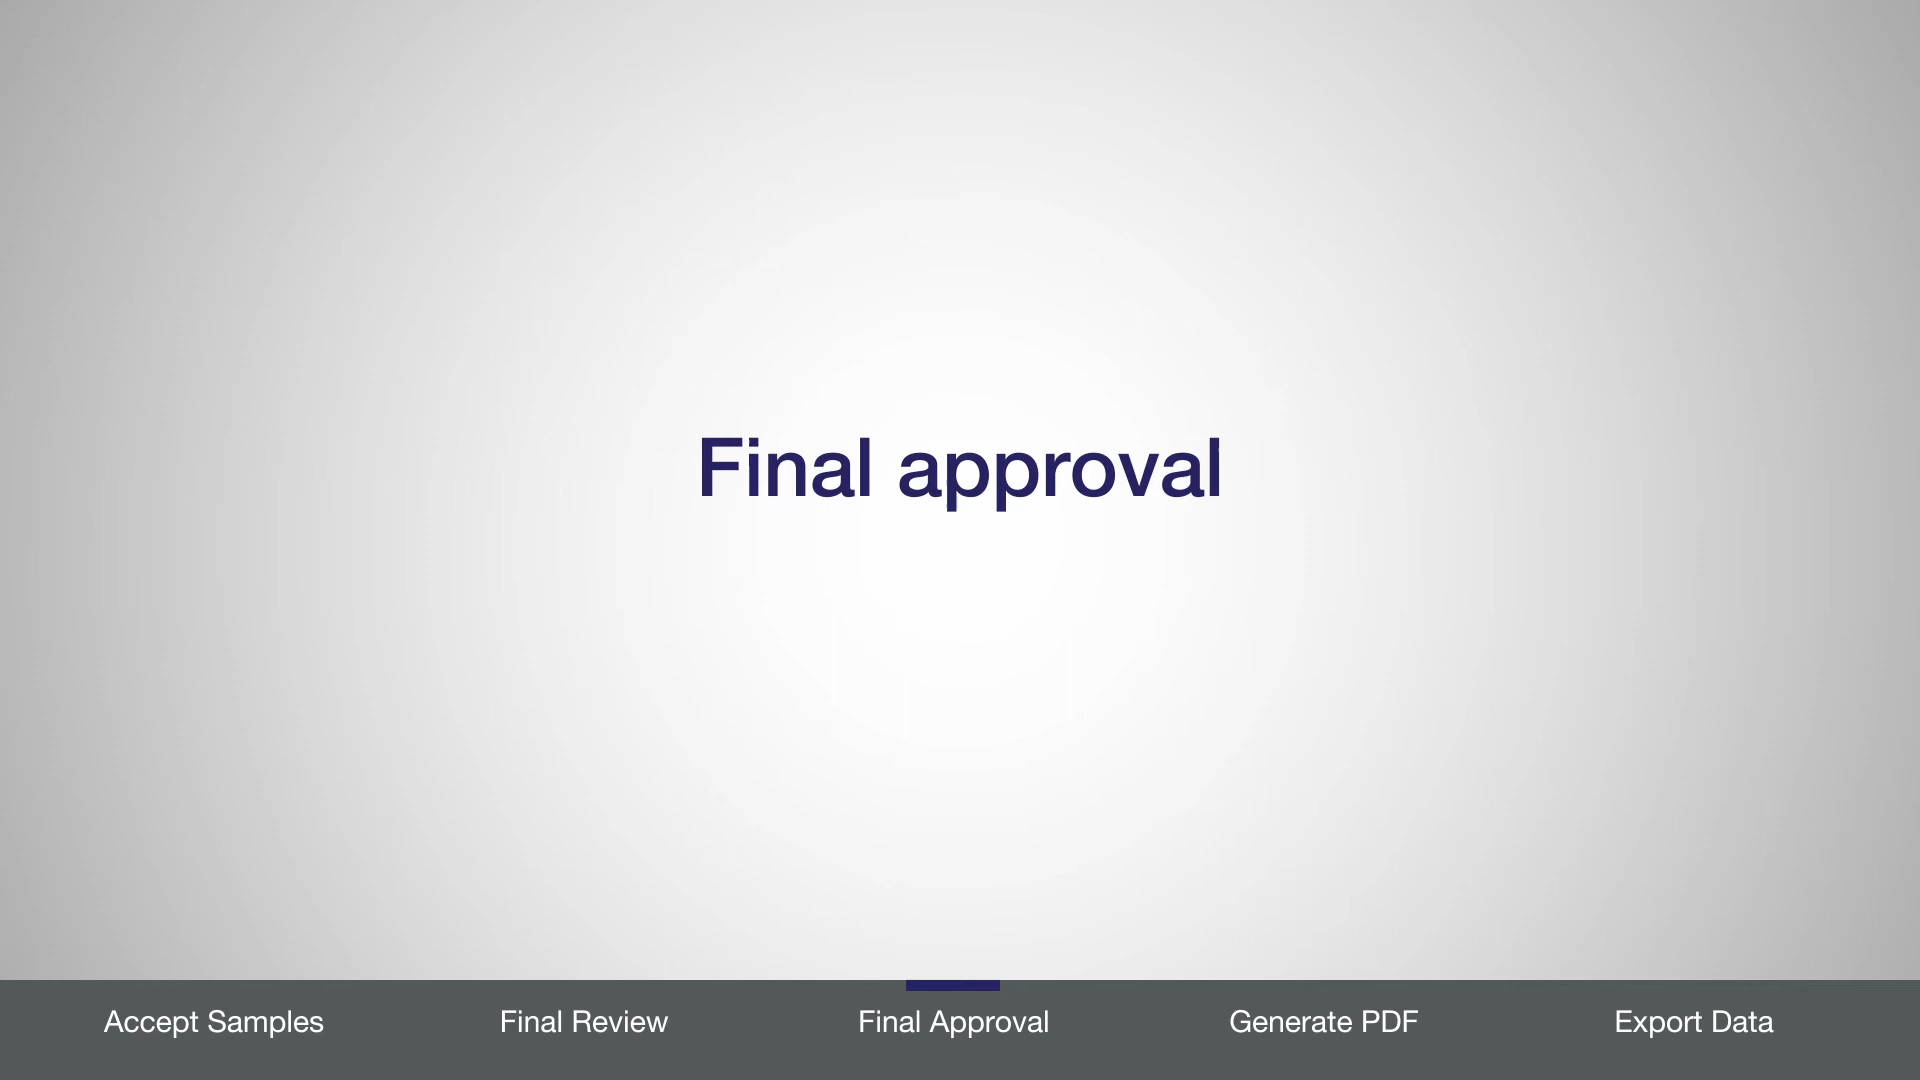 Final approval
Accept Samples Final Review Final Approval Generate PDF Export Data